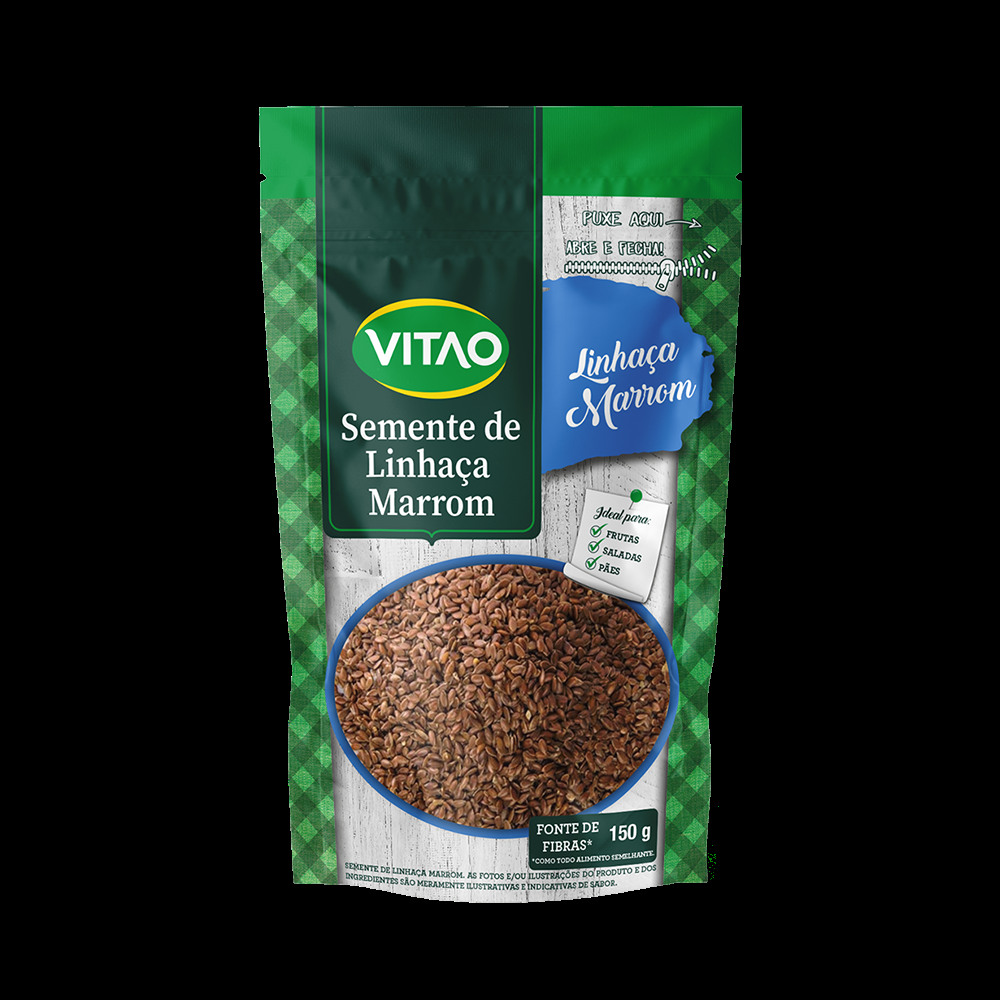 PUXE AQUI
ABRE E FECHA!
VITAO
Semente de
Linhaça
Marrom
Linhaça
Marrom
Ideal para:
FRUTAS
SALADAS
PÃES
FONTE DE
FIBRAS*
150 g
*COMO TODO ALIMENTO SEMELHANTE.
SEMENTE DE LINHAÇA MARROM. AS FOTOS E/OU ILUSTRAÇÕES DO PRODUTO E DOS
INGREDIENTES SÃO MERAMENTE ILUSTRATIVAS E INDICATIVAS DE SABOR.